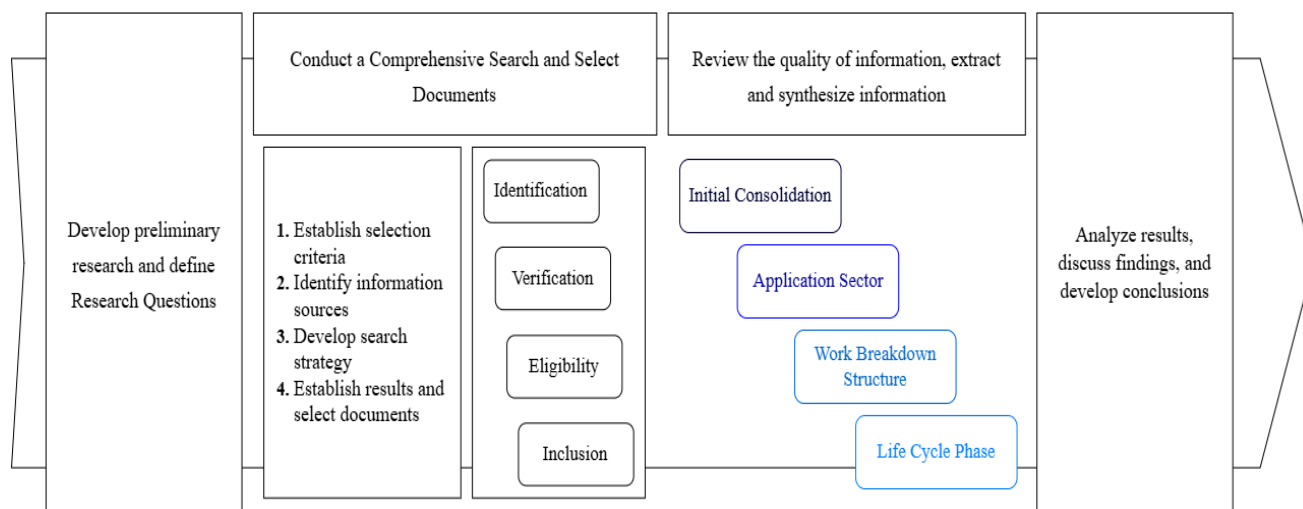 Develop preliminary
research and define
Research Questions
Conduct a Comprehensive Search and Select
Documents
1. Establish selection
criteria
2. Identify information
sources
3. Develop search
strategy
4. Establish results and
select documents
Identification
Verification
Eligibility
Inclusion
Review the quality of information, extract
and synthesize information
Initial Consolidation
Application Sector
Work Breakdown
Structure
Life Cycle Phase
Analyze results,
discuss findings, and
develop conclusions